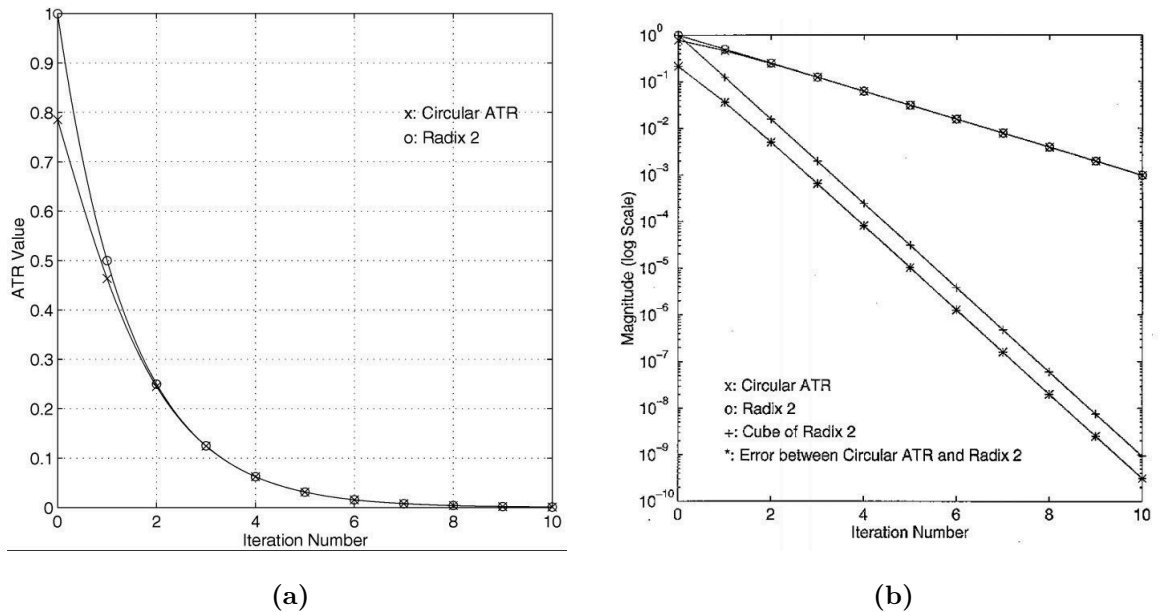 1
0.9
0.8
0.7
0.6
0.5
0.4
0.3
0.2
0.1
0
ATR Value
x: Circular ATR
o: Radix 2
0 2 4 6 8 10
Iteration Number
(a)
10⁰
10⁻¹
10⁻²
10⁻³
10⁻⁴
10⁻⁵
10⁻⁶
10⁻⁷
10⁻⁸
10⁻⁹
10⁻¹⁰
Magnitude (log Scale)
x: Circular ATR
o: Radix 2
+: Cube of Radix 2
*: Error between Circular ATR and Radix 2
0 2 4 6 8 10
Iteration Number
(b)